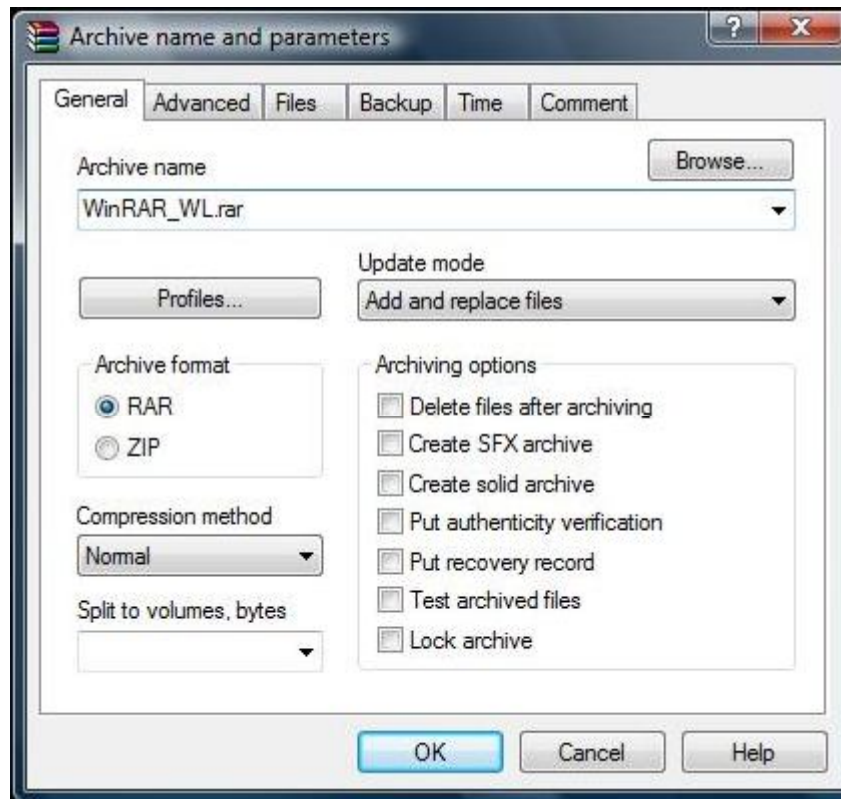 Archive name and parameters
?
X
General Advanced Files Backup Time Comment
Archive name
Browse...
WinRAR_WL.rar
Update mode
Profiles...
Add and replace files
Archive format
RAR
ZIP
Archiving options
Delete files after archiving
Create SFX archive
Create solid archive
Put authenticity verification
Put recovery record
Test archived files
Lock archive
Compression method
Normal
Split to volumes, bytes
OK Cancel Help